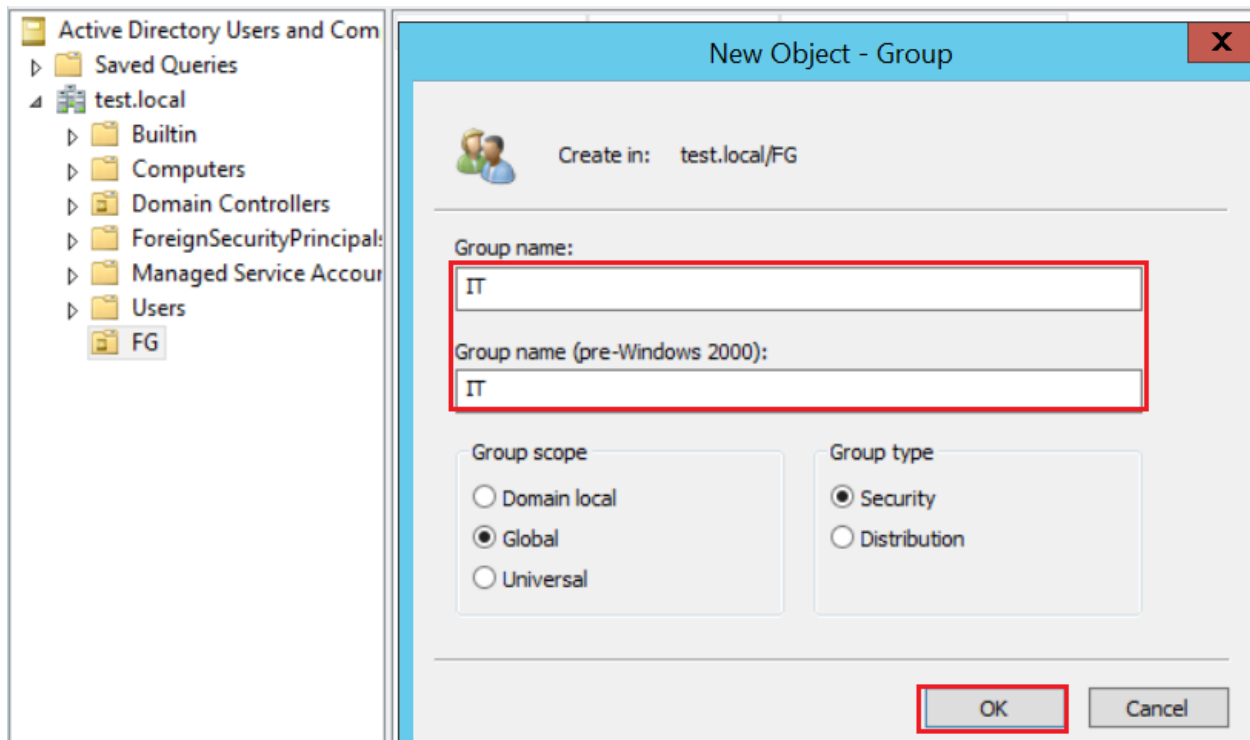 Active Directory Users and Com
Saved Queries
test.local
Builtin
Computers
Domain Controllers
ForeignSecurityPrincipals
Managed Service Accoun
Users
FG
New Object - Group
X
Create in: test.local/FG
Group name:
IT
Group name (pre-Windows 2000):
IT
Group scope
Domain local
Global
Universal
Group type
Security
Distribution
OK
Cancel